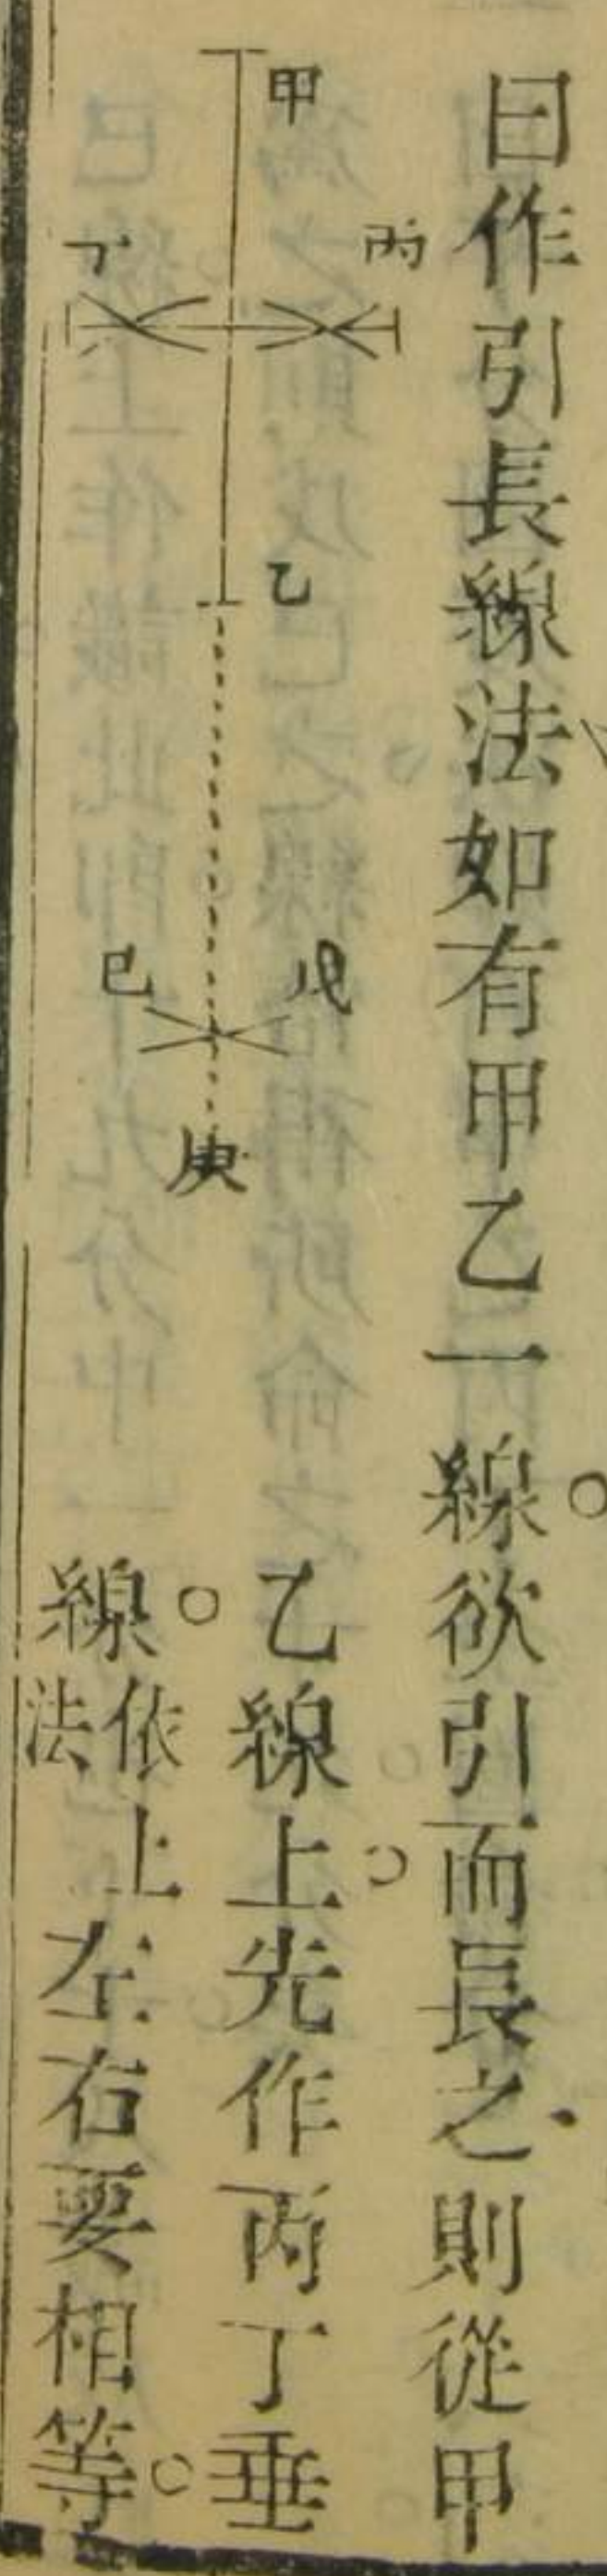 曰作引長線法如有甲乙一線。欲引而長之則從甲
乙線上。先作丙丁垂
線。依上法左右要相等。
甲
丙
丁
乙
戊
已
庚